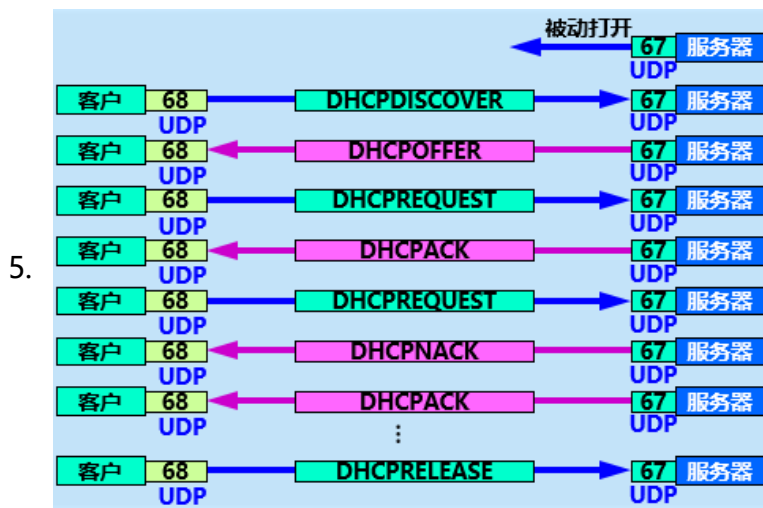 被动打开
67 服务器
UDP
客户 68 DHCPDISCOVER 67 服务器
UDP UDP
客户 68 DHCPOFFER 67 服务器
UDP UDP
客户 68 DHCPREQUEST 67 服务器
UDP UDP
5.
客户 68 DHCPACK 67 服务器
UDP UDP
客户 68 DHCPREQUEST 67 服务器
UDP UDP
客户 68 DHCPNACK 67 服务器
UDP UDP
客户 68 DHCPACK 67 服务器
UDP UDP
⋮
客户 68 DHCPRELEASE 67 服务器
UDP UDP